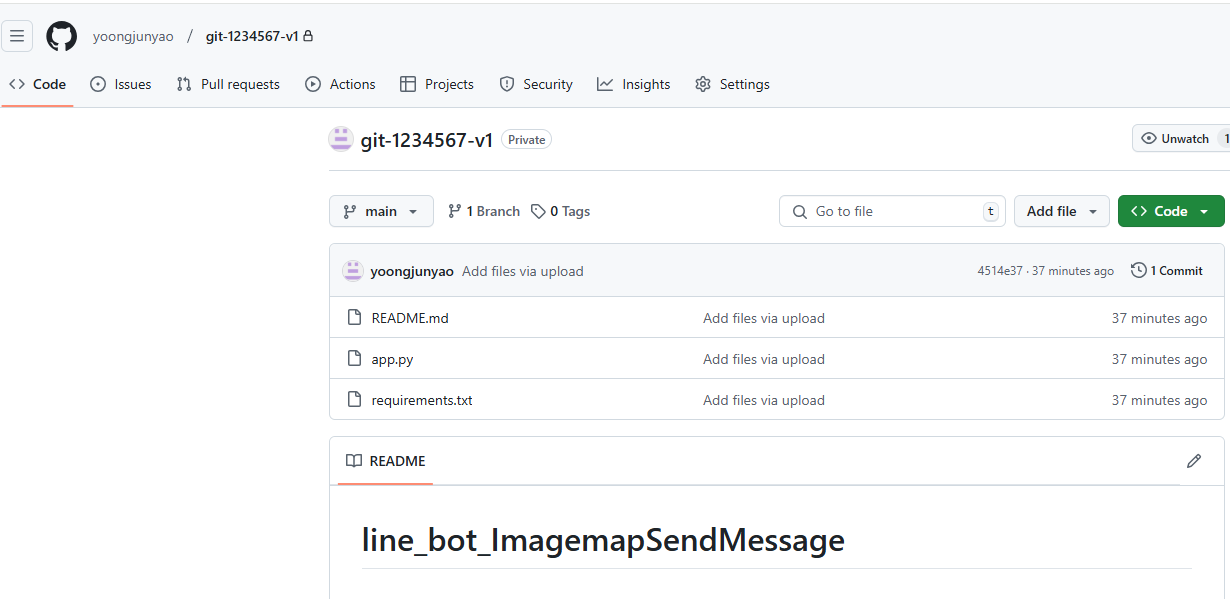 yoongjunyao / git-1234567-v1
Code Issues Pull requests Actions Projects Security Insights Settings
git-1234567-v1 Private Unwatch 1
main 1 Branch 0 Tags Go to file t Add file Code
yoongjunyao Add files via upload 4514e37 · 37 minutes ago 1 Commit
README.md Add files via upload 37 minutes ago
app.py Add files via upload 37 minutes ago
requirements.txt Add files via upload 37 minutes ago
README
line_bot_ImagemapSendMessage